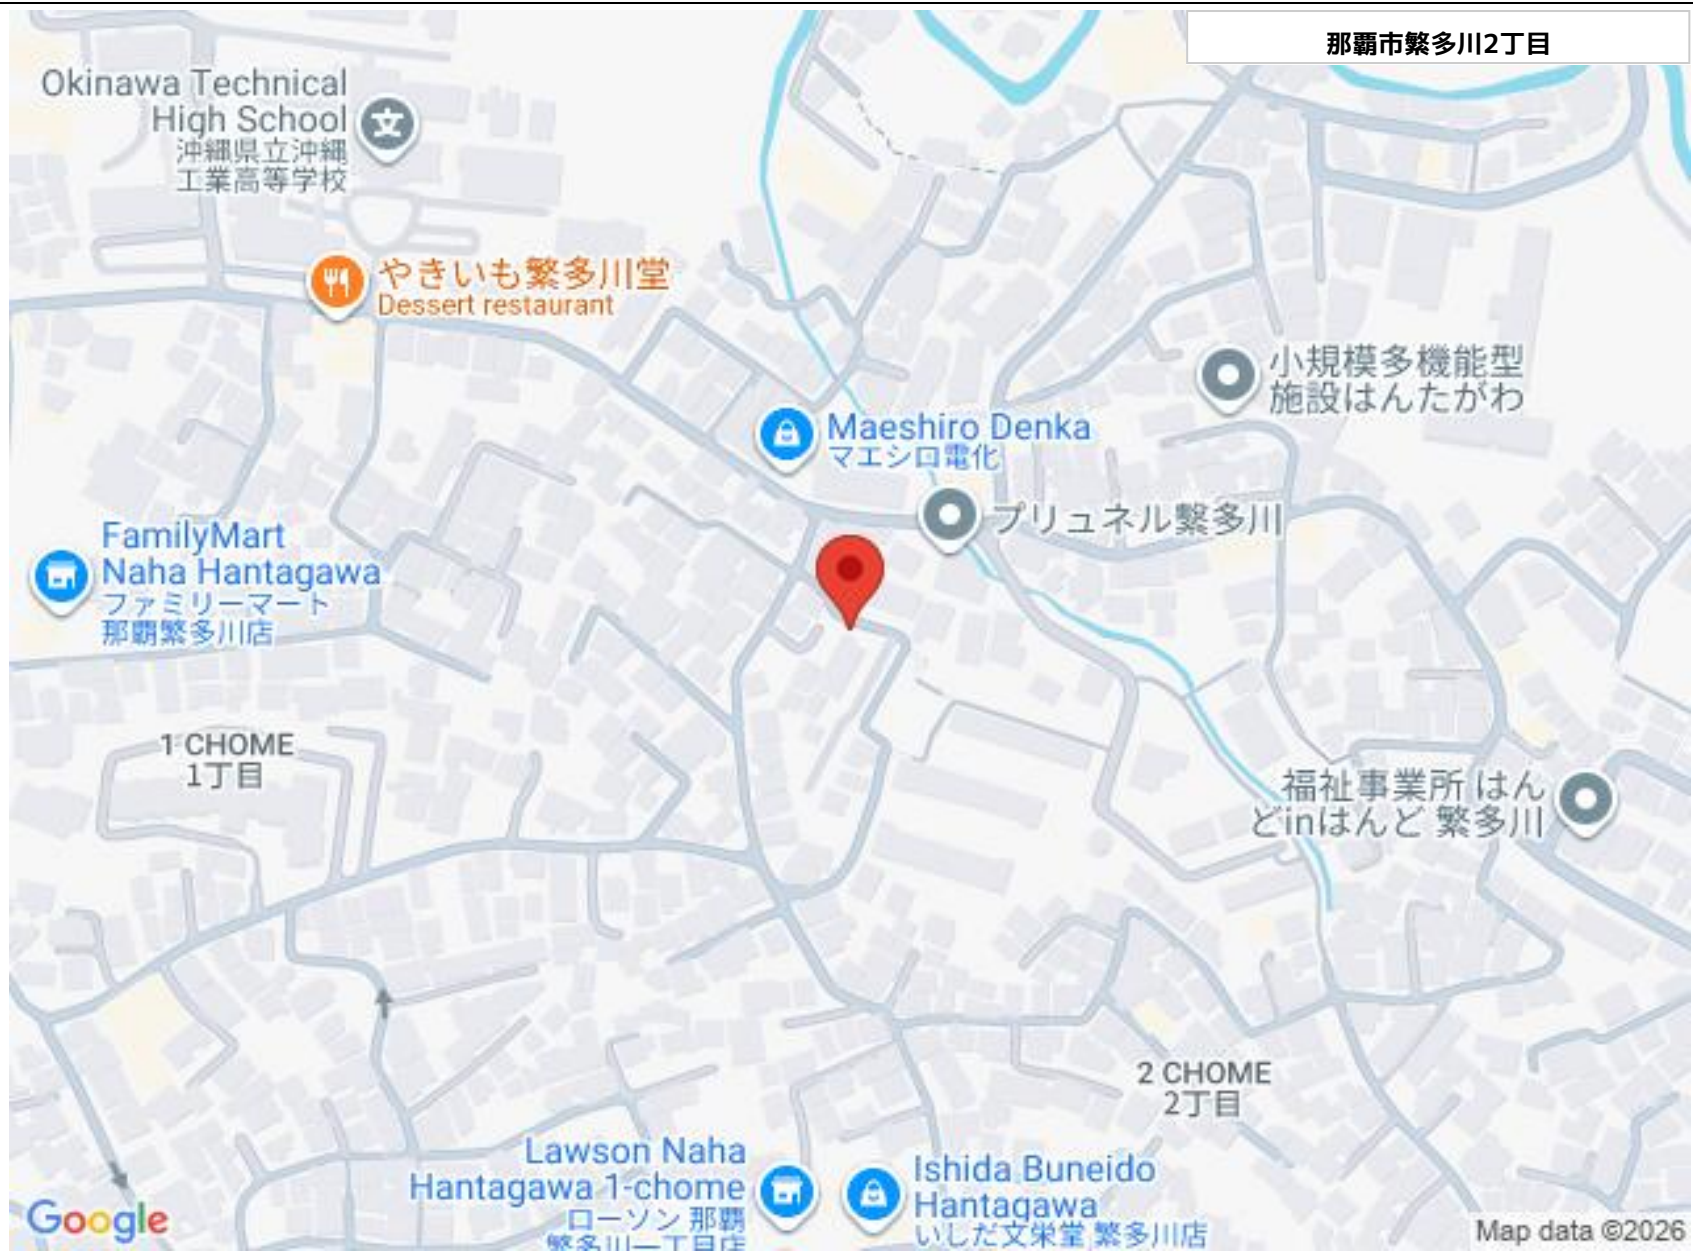 那覇市繁多川2丁目
Okinawa Technical
High School
沖縄県立沖縄
工業高等学校
やきいも繁多川堂
Dessert restaurant
小規模多機能型
施設はんたがわ
Maeshiro Denka
マエシロ電化
プリュネル繫多川
FamilyMart
Naha Hantagawa
ファミリーマート
那覇繁多川店
1 CHOME
1丁目
福祉事業所 はん
どinはんど 繁多川
2 CHOME
2丁目
Lawson Naha
Hantagawa 1-chome
ローソン 那覇
繁多川一丁目店
Ishida Buneido
Hantagawa
いしだ文栄堂 繁多川店
Google
Map data ©2026